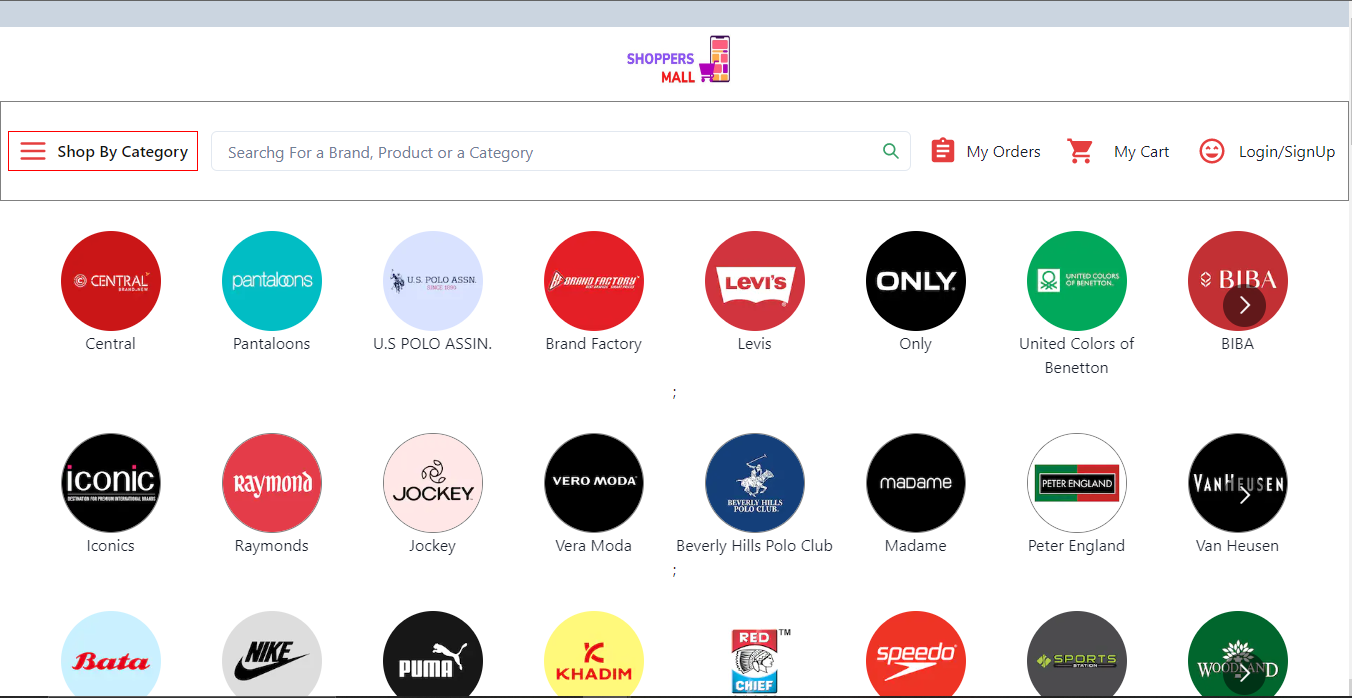 SHOPPERS
MALL
Shop By Category
Searchg For a Brand, Product or a Category
My Orders
My Cart
Login/SignUp
CENTRAL
BRAND & NEW
pantaloons
U.S. POLO ASSN.
SINCE 1890
BRAND FACTORY
Levi's
ONLY
UNITED COLORS
OF BENETTON.
BIBA
Central
Pantaloons
U.S POLO ASSIN.
Brand Factory
Levis
Only
United Colors of
Benetton
BIBA
;
iconic
DESTINATION FOR PREMIUM INTERNATIONAL BRANDS
Raymond
JOCKEY
VERO MODA
BEVERLY HILLS
POLO CLUB
madame
PETER ENGLAND
VAN HEUSEN
Iconics
Raymonds
Jockey
Vera Moda
Beverly Hills Polo Club
Madame
Peter England
Van Heusen
;
Bata
NIKE
PUMA
KHADIM
RED
CHIEF
TM
speedo
SPORTS
STATION
WOODLAND